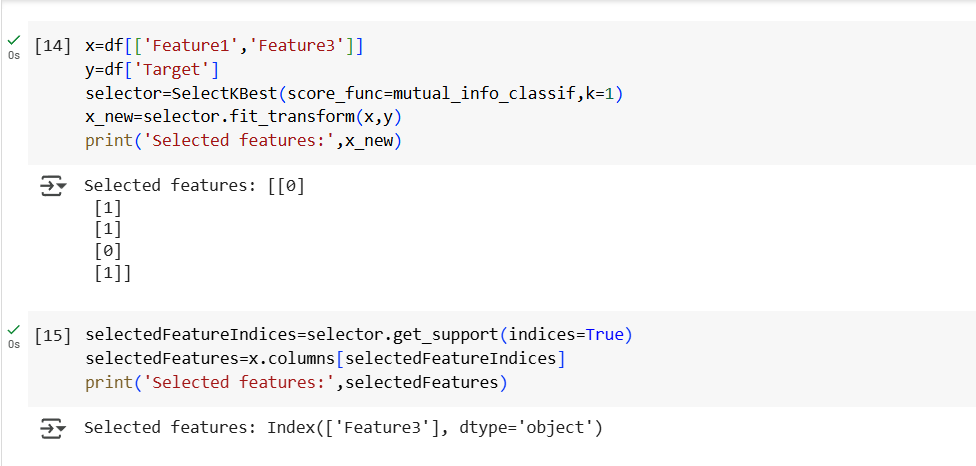 [14] x=df[['Feature1','Feature3']]
y=df['Target']
selector=SelectKBest(score_func=mutual_info_classif,k=1)
x_new=selector.fit_transform(x,y)
print('Selected features:',x_new)
0s
Selected features: [[0]
[1]
[1]
[0]
[1]]
[15] selectedFeatureIndices=selector.get_support(indices=True)
0s
selectedFeatures=x.columns[selectedFeatureIndices]
print('Selected features:',selectedFeatures)
Selected features: Index(['Feature3'], dtype='object')